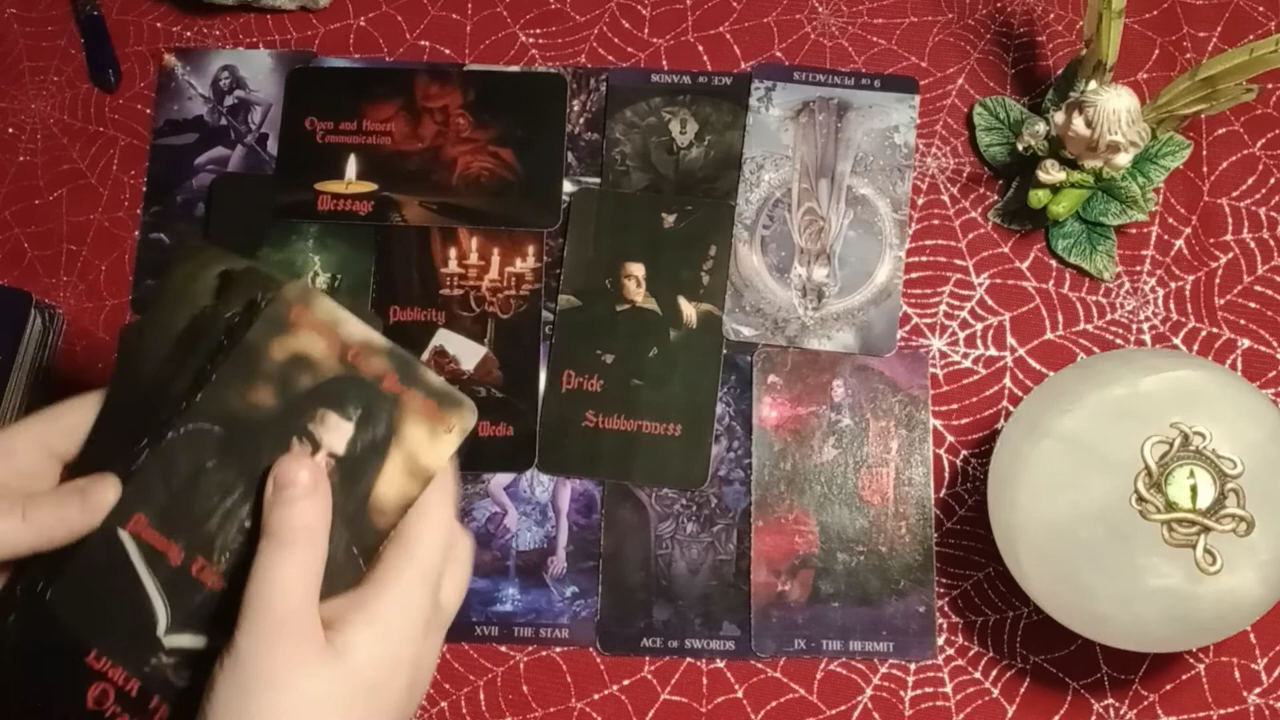 ACE OF WANDS
9 OF PENTACLES
Open and Honest
Communication
Message
Publicity
Media
Pride
Stubbornness
XVII - THE STAR
ACE OF SWORDS
IX - THE HERMIT